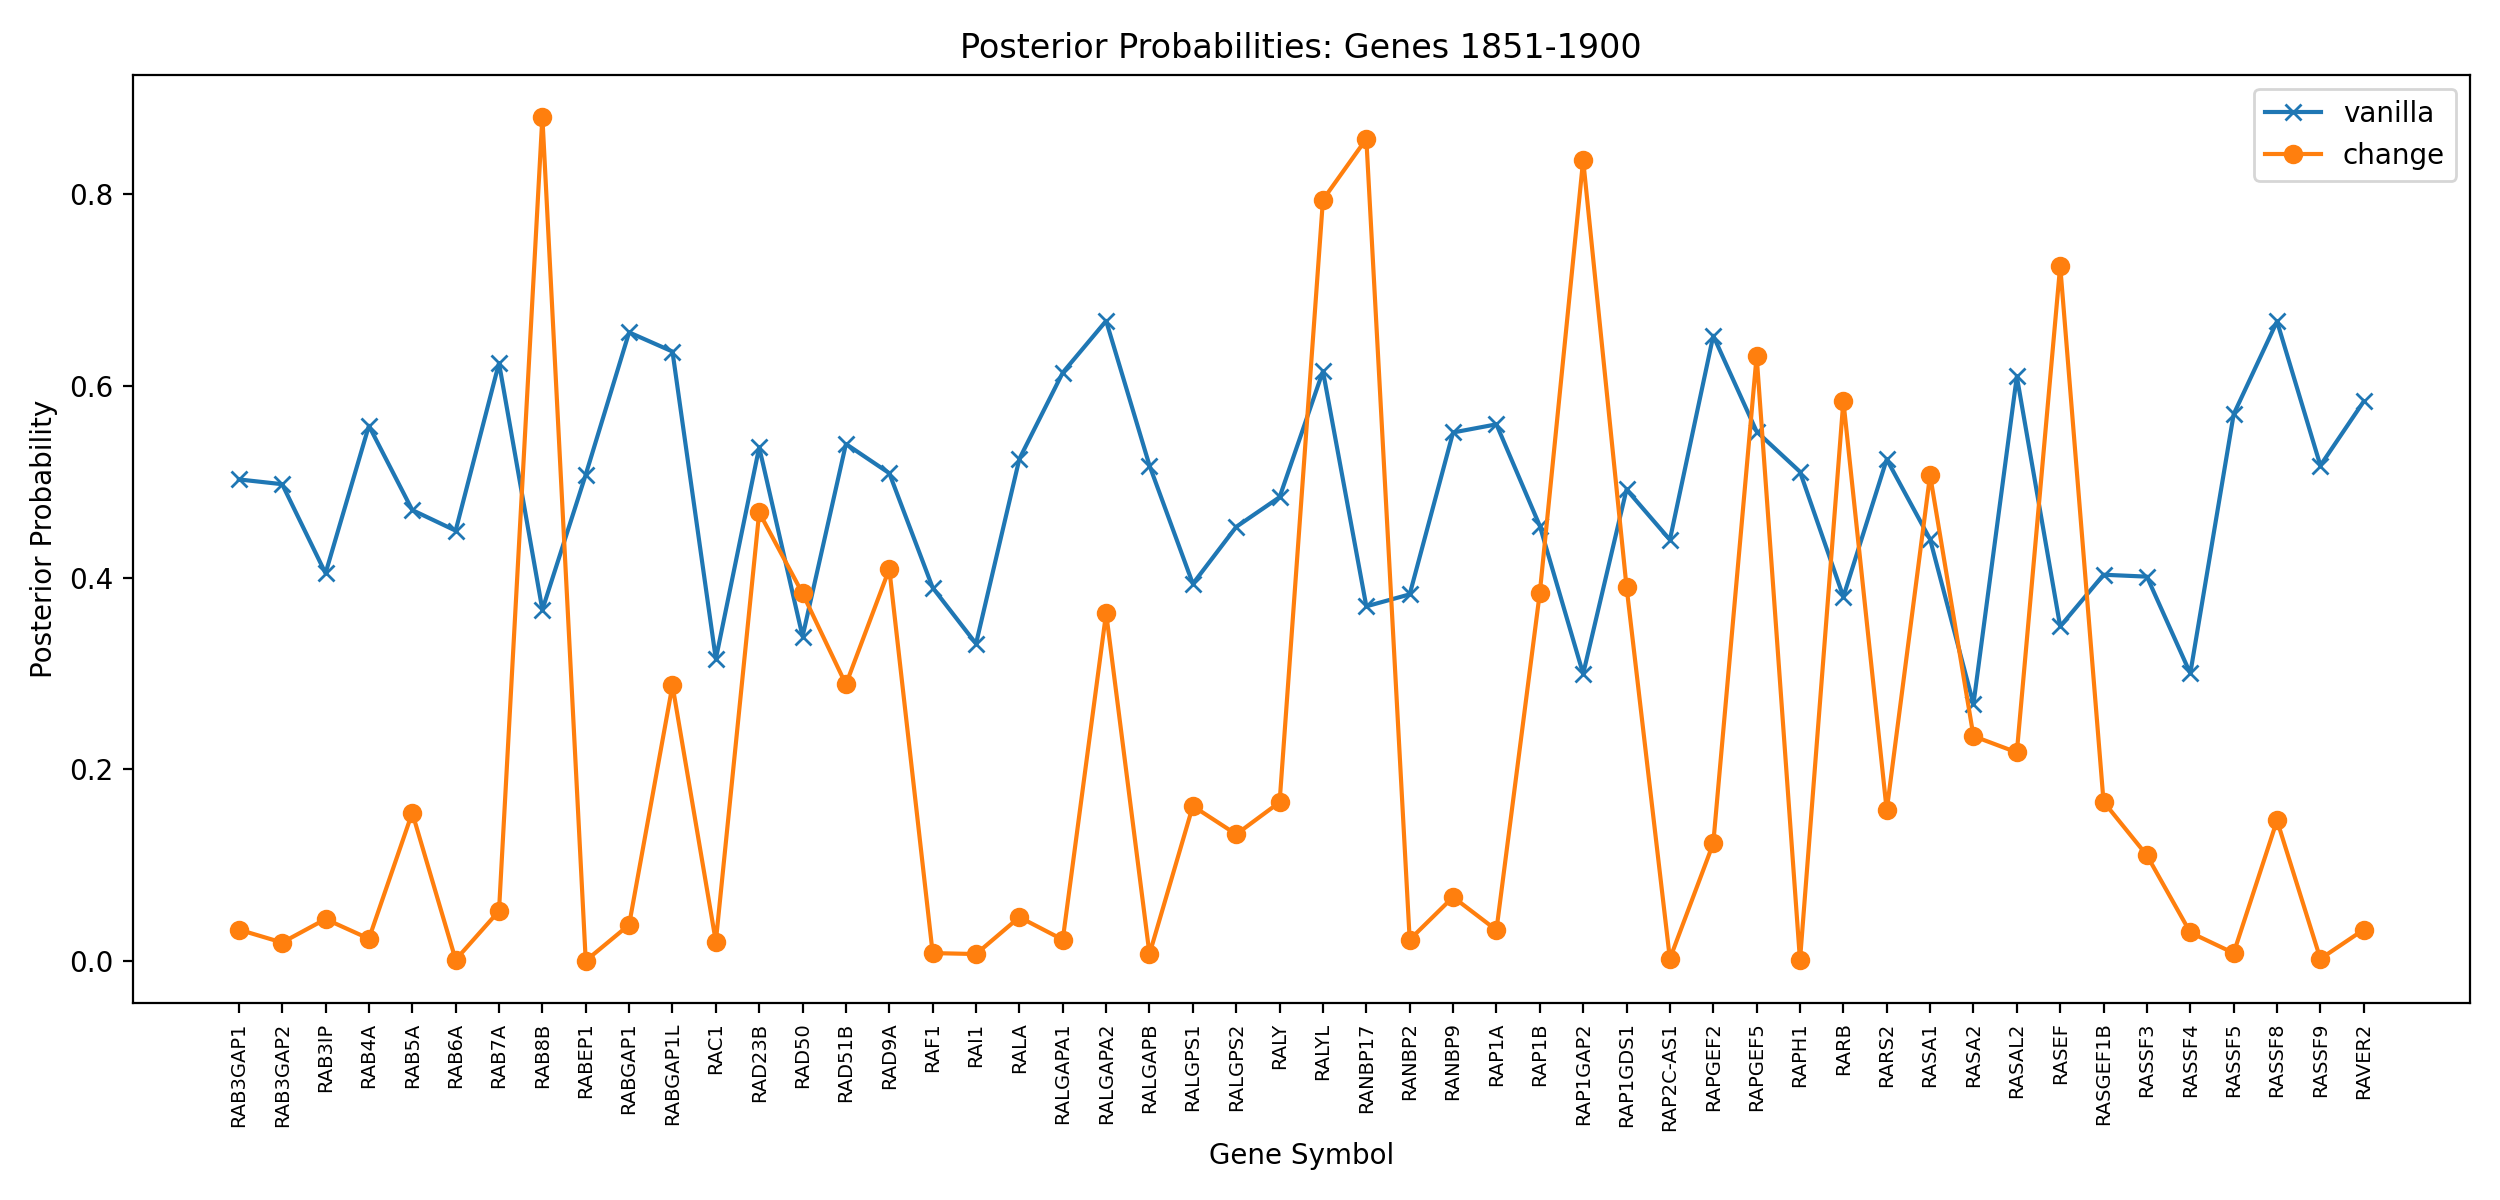 Posterior Probabilities: Genes 1851-1900
vanilla
change
Posterior Probability
0.8
0.6
0.4
0.2
0.0
RAB3GAP1
RAB3GAP2
RAB3IP
RAB4A
RAB5A
RAB6A
RAB7A
RAB8B
RABEP1
RABGAP1
RABGAP1L
RAC1
RAD23B
RAD50
RAD51B
RAD9A
RAF1
RAI1
RALA
RALGAPA1
RALGAPA2
RALGAPB
RALGPS1
RALGPS2
RALY
RALYL
RANBP17
RANBP2
RANBP9
RAP1A
RAP1B
RAP1GAP2
RAP1GDS1
RAP2C-AS1
RAPGEF2
RAPGEF5
RAPH1
RARB
RARS2
RASA1
RASA2
RASAL2
RASEF
RASGEF1B
RASSF3
RASSF4
RASSF5
RASSF8
RASSF9
RAVER2
Gene Symbol